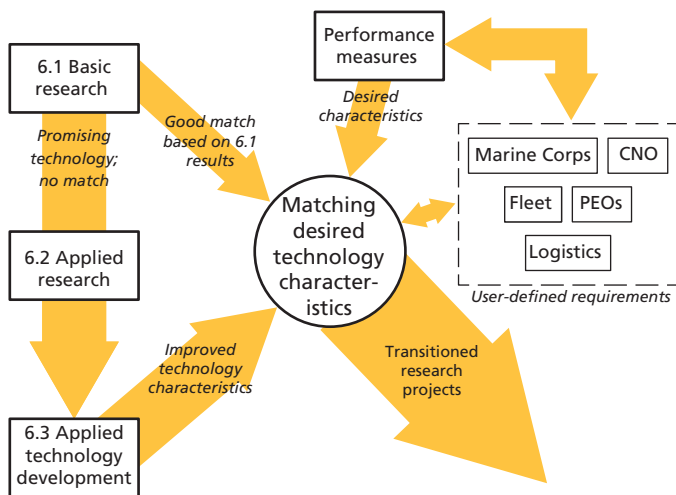 6.1 Basic
research
Performance
measures
Promising
technology;
no match
Good match
based on 6.1
results
Desired
characteristics
Marine Corps
CNO
Fleet
PEOs
Logistics
User-defined requirements
Matching
desired
technology
character-
istics
6.2 Applied
research
Improved
technology
characteristics
Transitioned
research
projects
6.3 Applied
technology
development